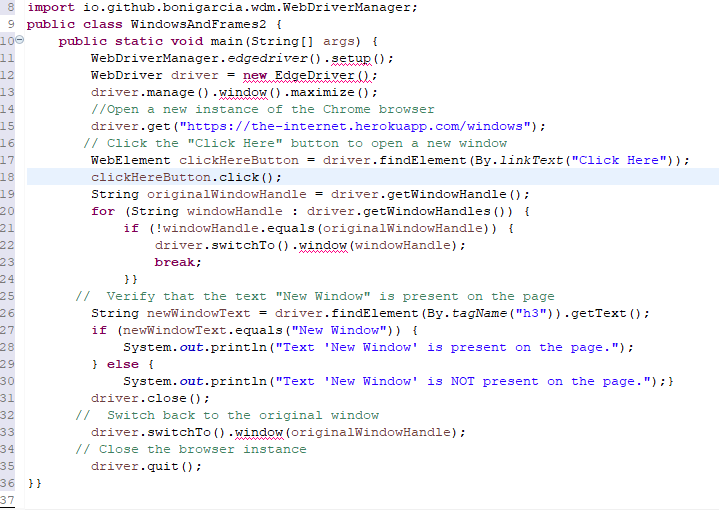 8 import io.github.bonigarcia.wdm.WebDriverManager;
9 public class WindowsAndFrames2 {
10 public static void main(String[] args) {
11 WebDriverManager.edgedriver().setup();
12 WebDriver driver = new EdgeDriver();
13 driver.manage().window().maximize();
14 //Open a new instance of the Chrome browser
15 driver.get("https://the-internet.herokuapp.com/windows");
16 // Click the "Click Here" button to open a new window
17 WebElement clickHereButton = driver.findElement(By.linkText("Click Here"));
18 clickHereButton.click();
19 String originalWindowHandle = driver.getWindowHandle();
20 for (String windowHandle : driver.getWindowHandles()) {
21 if (!windowHandle.equals(originalWindowHandle)) {
22 driver.switchTo().window(windowHandle);
23 break;
24 }}
25 // Verify that the text "New Window" is present on the page
26 String newWindowText = driver.findElement(By.tagName("h3")).getText();
27 if (newWindowText.equals("New Window")) {
28 System.out.println("Text 'New Window' is present on the page.");
29 } else {
30 System.out.println("Text 'New Window' is NOT present on the page.");}
31 driver.close();
32 // Switch back to the original window
33 driver.switchTo().window(originalWindowHandle);
34 // Close the browser instance
35 driver.quit();
36 }}
37